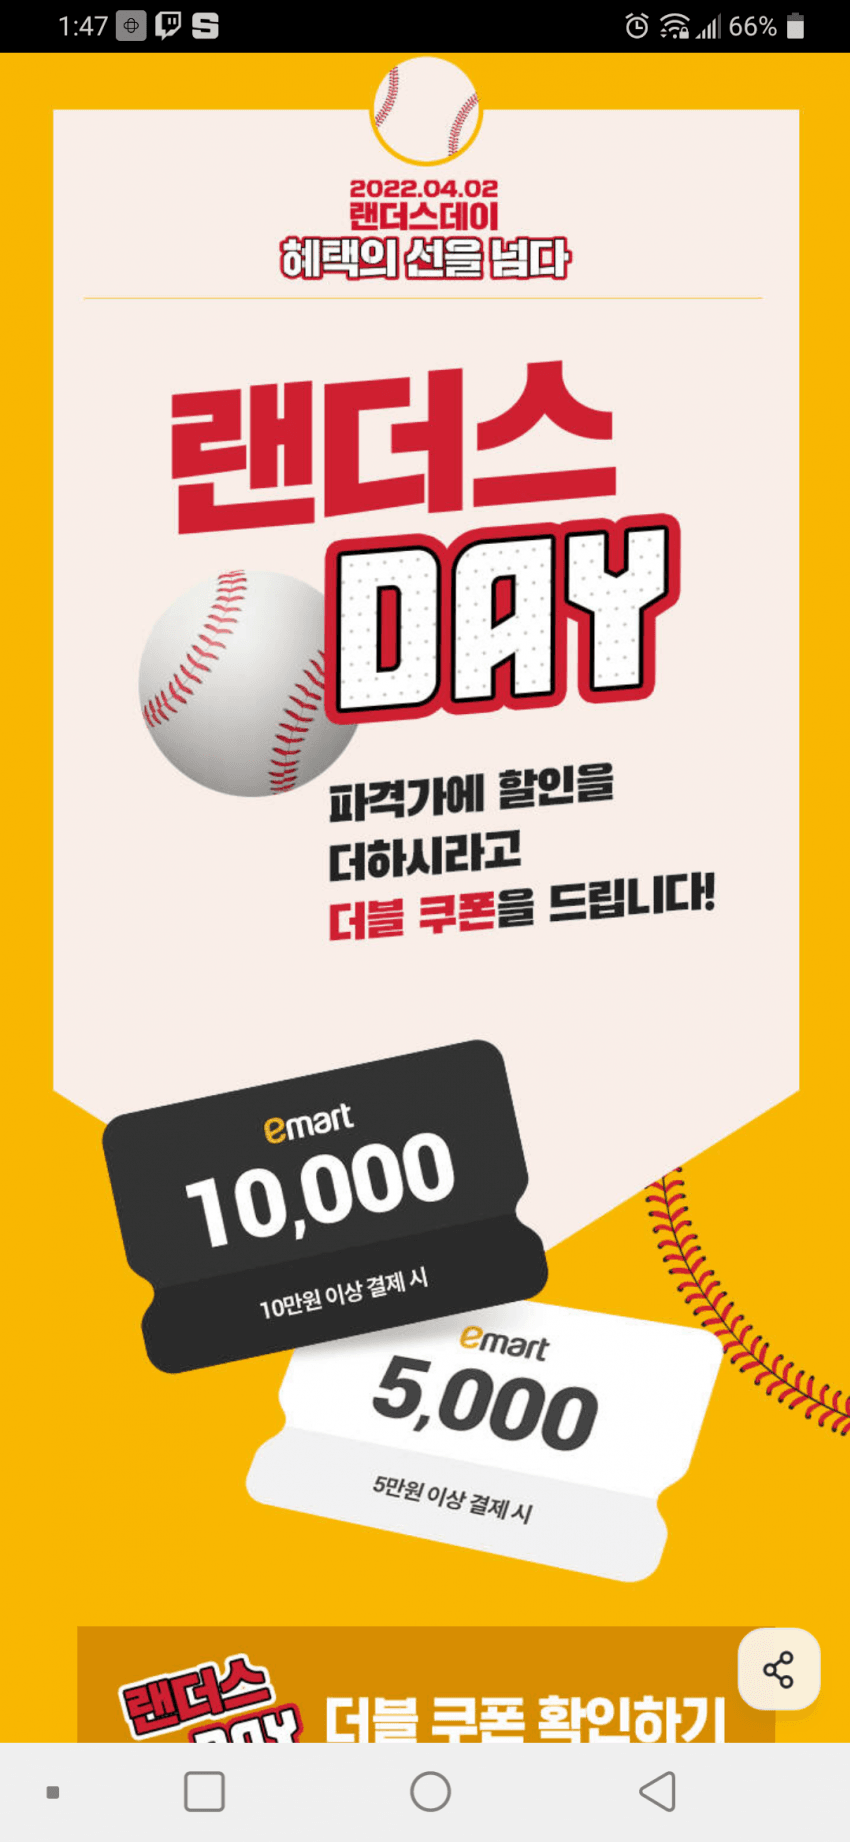 1:47
66%
2022.04.02
랜더스데이
혜택의 선을 넘다
랜더스
DAY
파격가에 할인을
더하시라고
더블 쿠폰을 드립니다!
emart
10,000
10만원 이상 결제 시
emart
5,000
5만원 이상 결제 시
랜더스
DAY
더블 쿠폰 확인하기